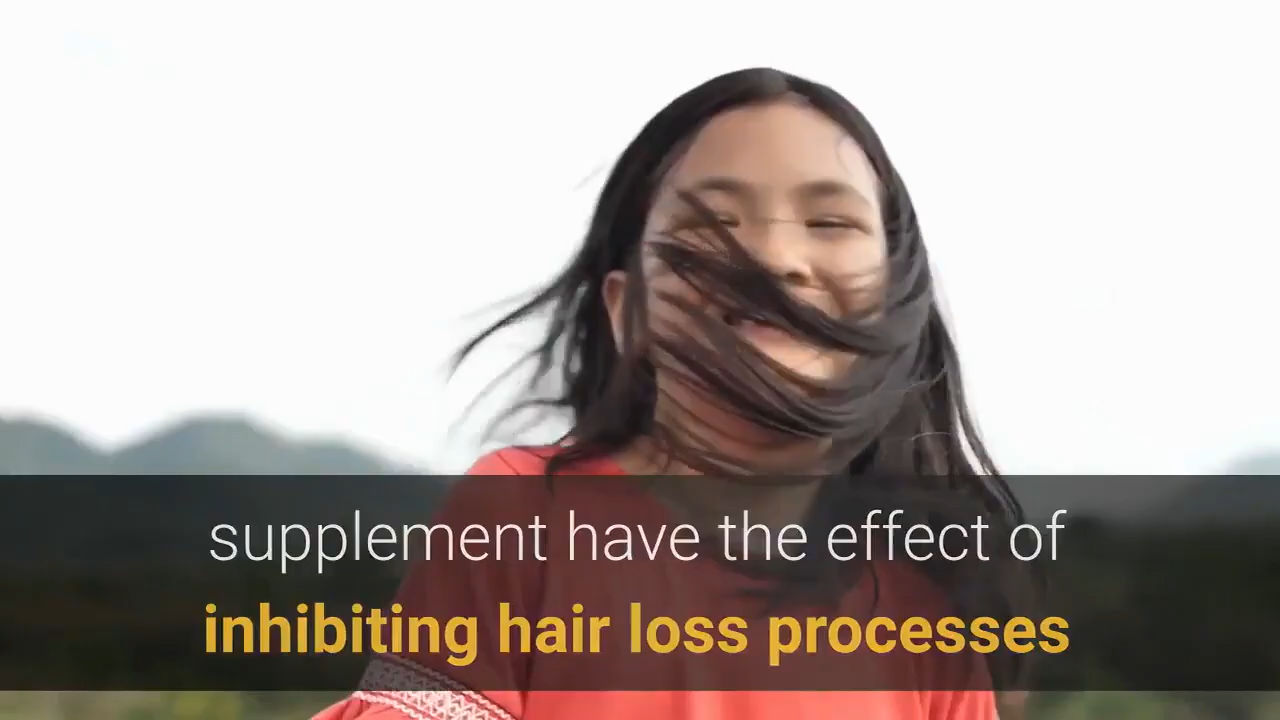 supplement have the effect of
inhibiting hair loss processes